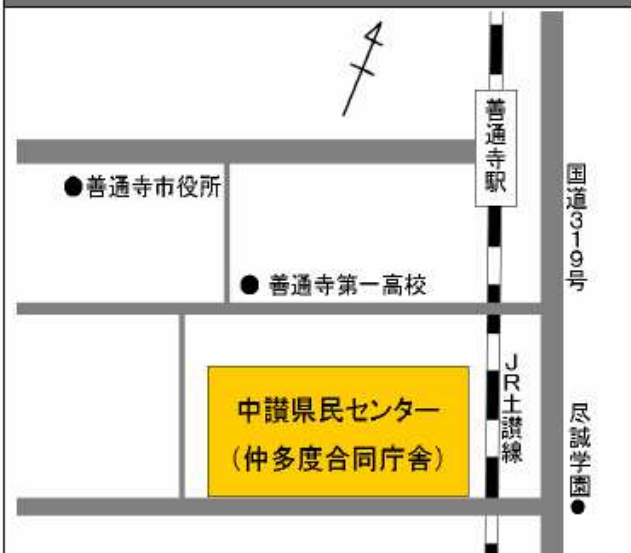 善通寺駅
●善通寺市役所
国道319号
● 善通寺第一高校
JR土讃線
中讃県民センター
(仲多度合同庁舎)
尽誠学園●